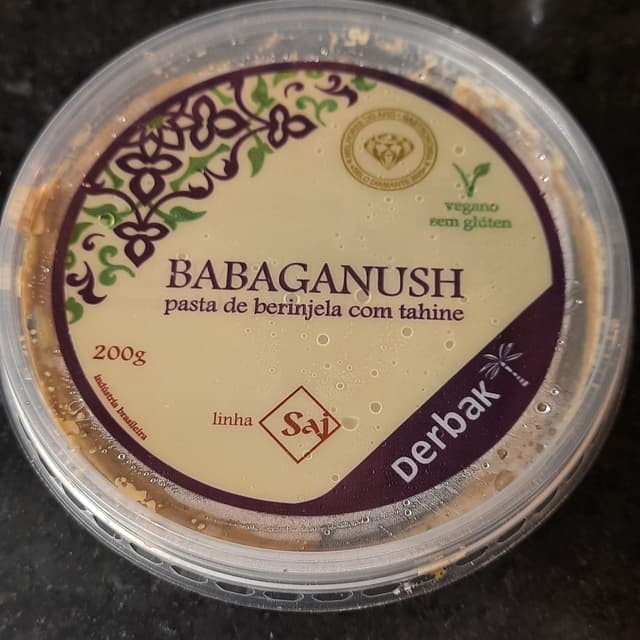 vegano
sem glúten
BABAGANUSH
pasta de berinjela com tahine
200g
indústria brasileira
linha
Saj
Derbak